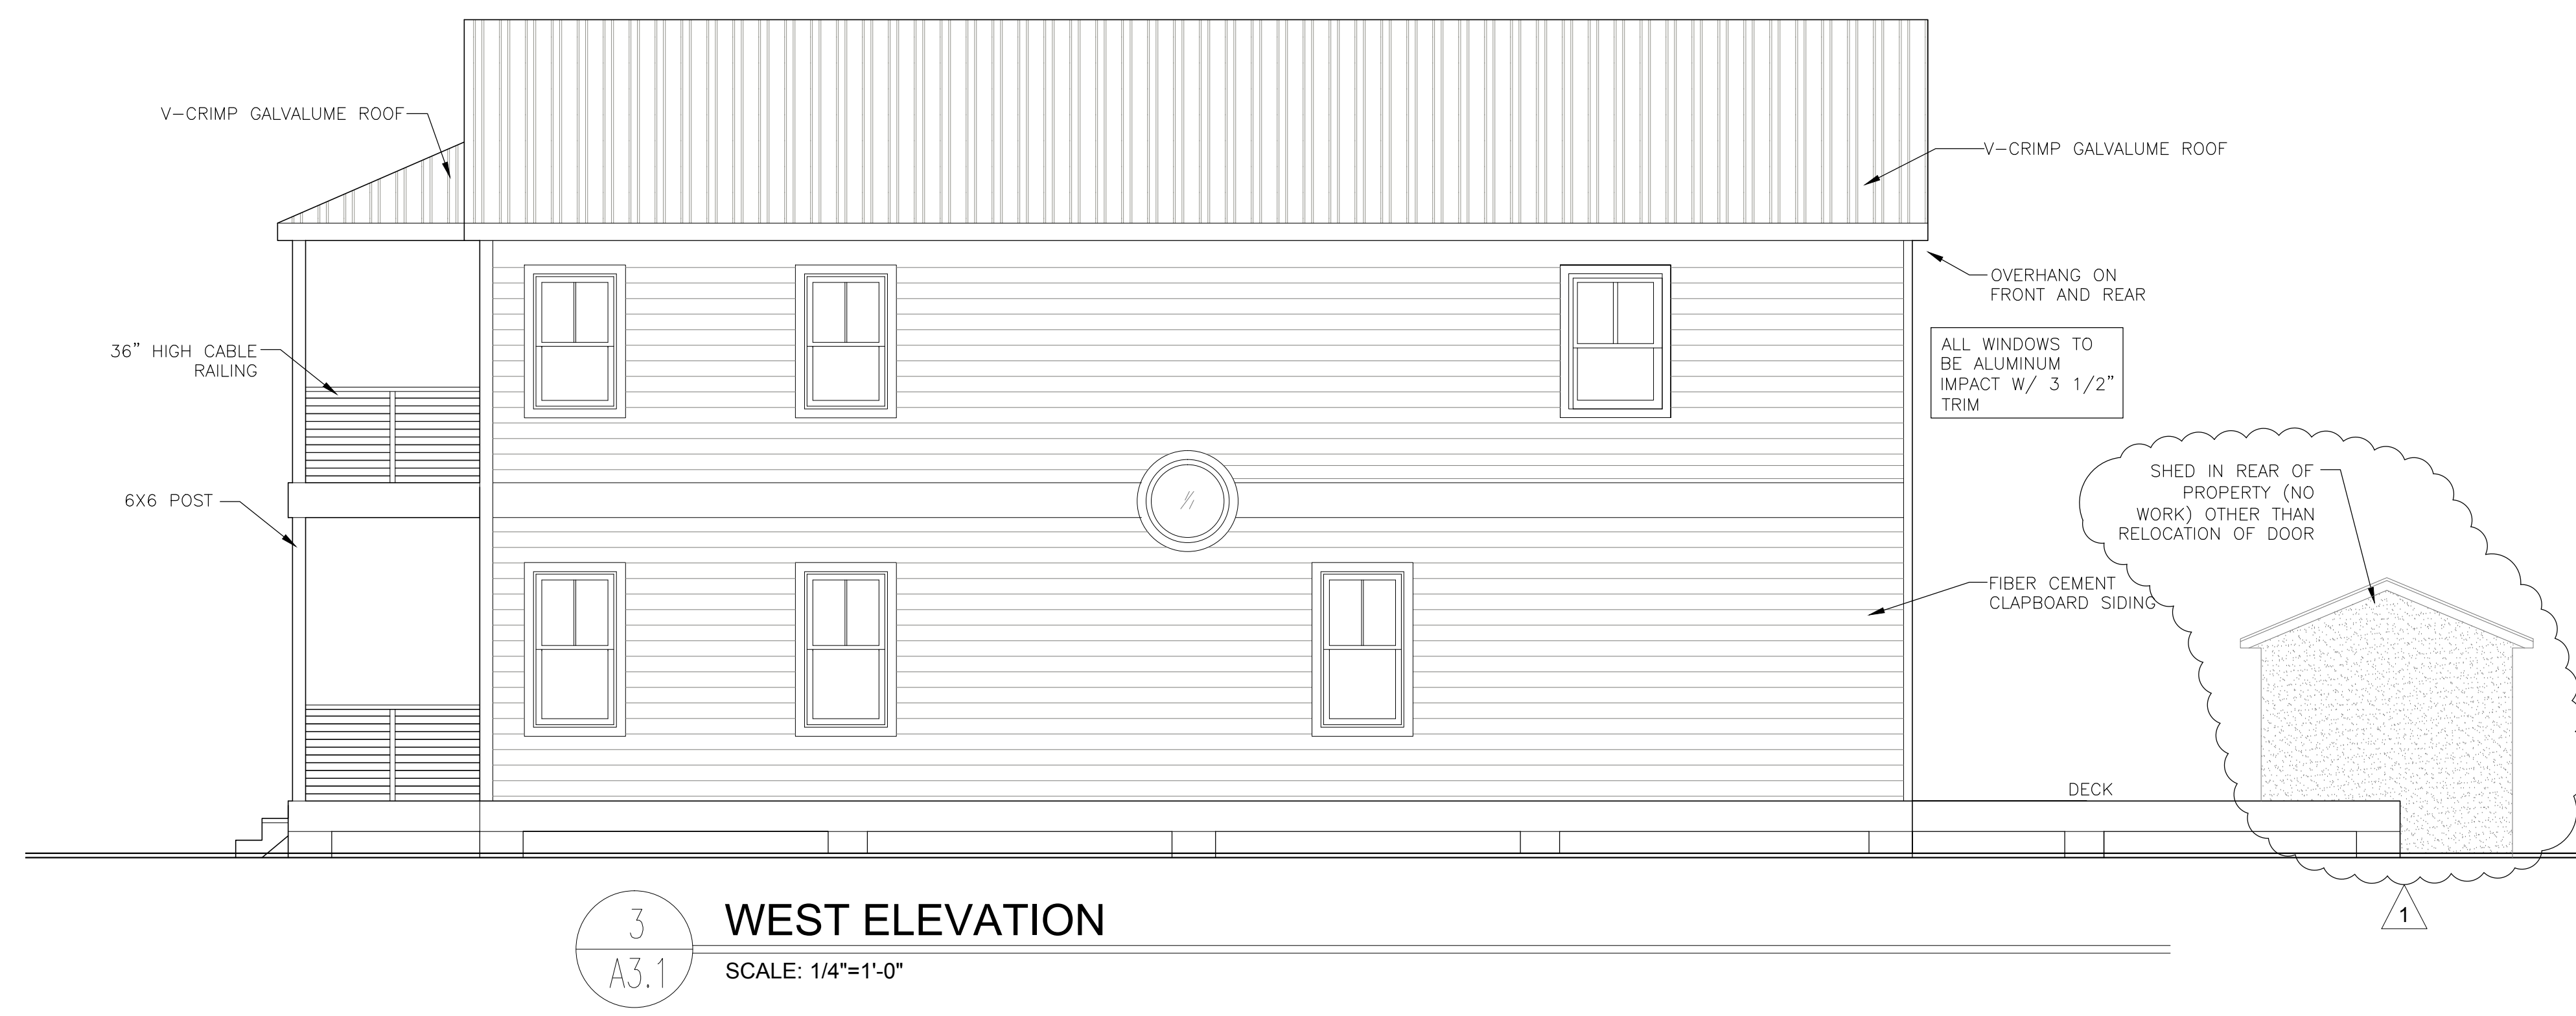 V-CRIMP GALVALUME ROOF
V-CRIMP GALVALUME ROOF
OVERHANG ON
FRONT AND REAR
36” HIGH CABLE
RAILING
ALL WINDOWS TO
BE ALUMINUM
IMPACT W/ 3 1/2”
TRIM
6X6 POST
SHED IN REAR OF
PROPERTY (NO
WORK) OTHER THAN
RELOCATION OF DOOR
FIBER CEMENT
CLAPBOARD SIDING
DECK
3
A3.1
WEST ELEVATION
SCALE: 1/4"=1'-0"
1